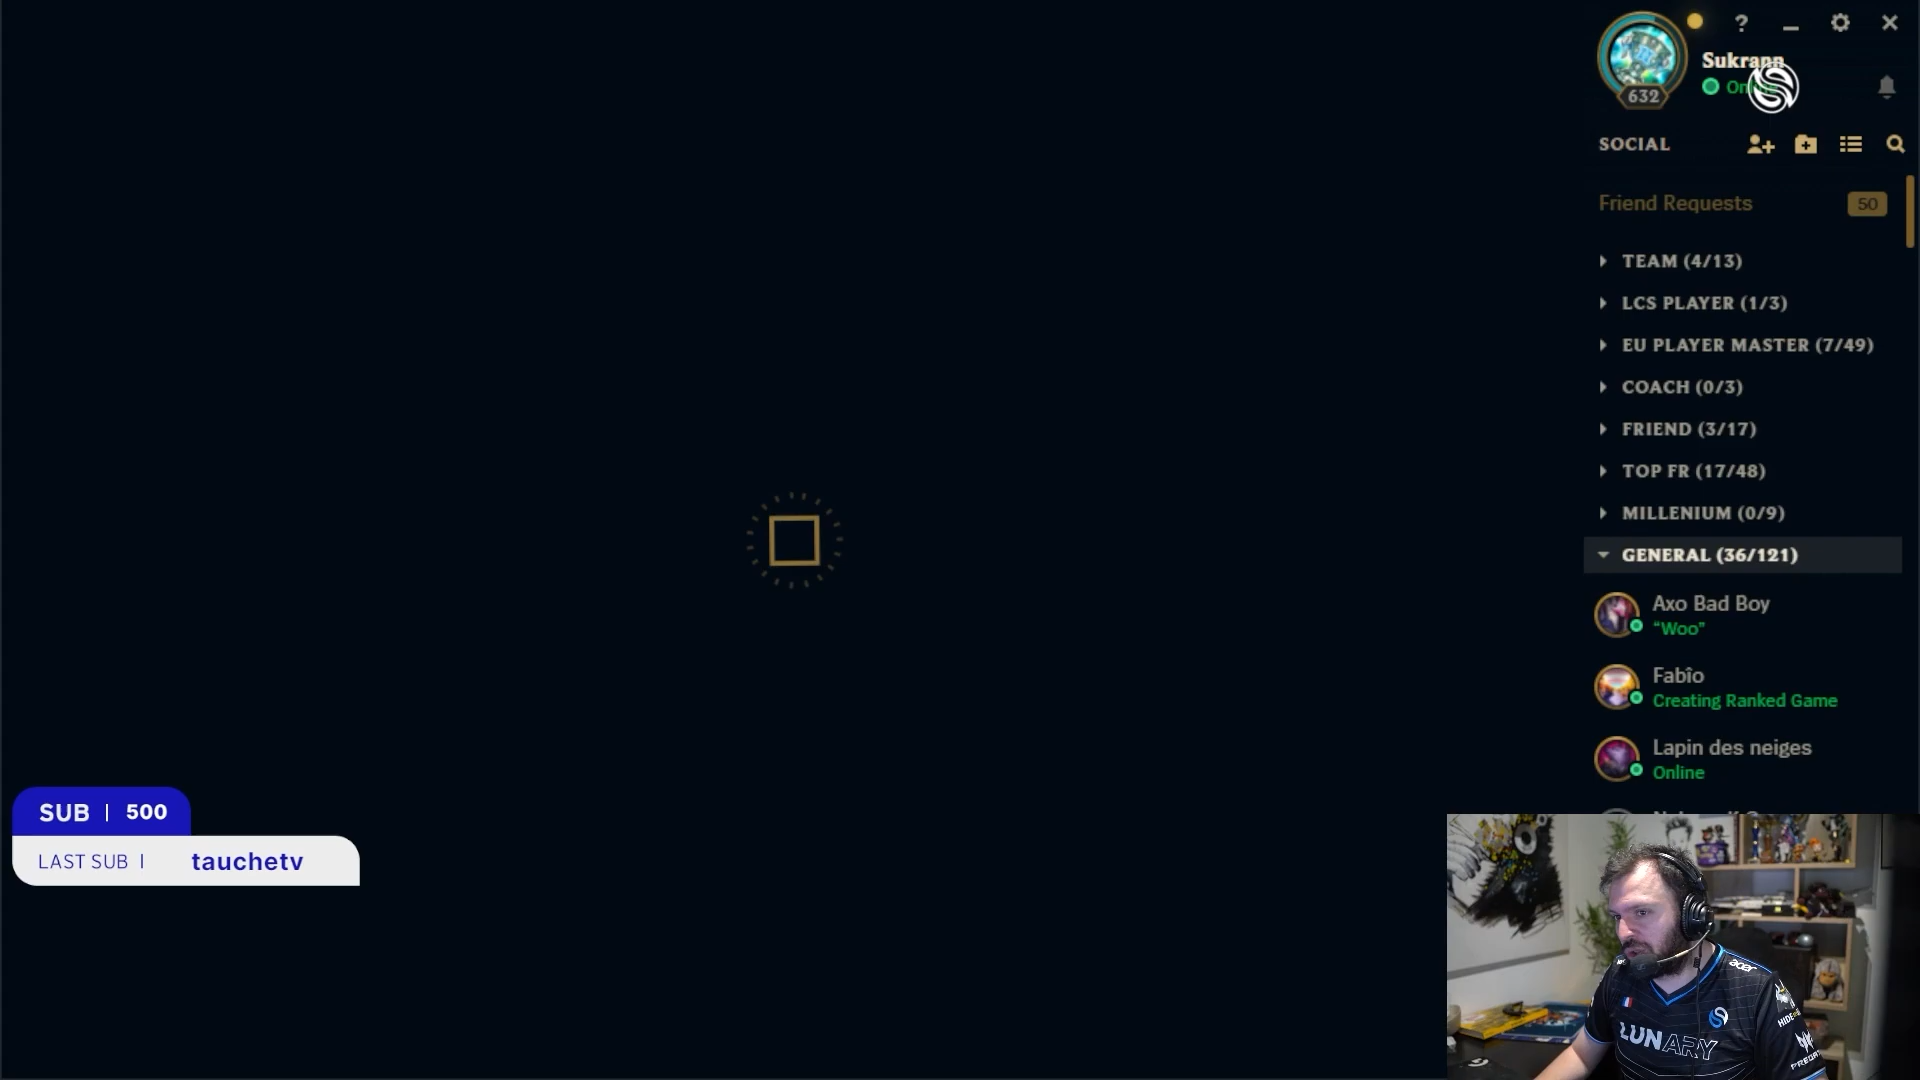 ?
Sukrann
632
SOCIAL
Friend Requests
50
TEAM (4/13)
LCS PLAYER (1/3)
EU PLAYER MASTER (7/49)
COACH (0/3)
FRIEND (3/17)
TOP FR (17/48)
MILLENIUM (0/9)
GENERAL (36/121)
Axo Bad Boy
“Woo”
Fabîo
Creating Ranked Game
Lapin des neiges
Online
SUB | 500
LAST SUB | tauchetv
acer
LUNARY